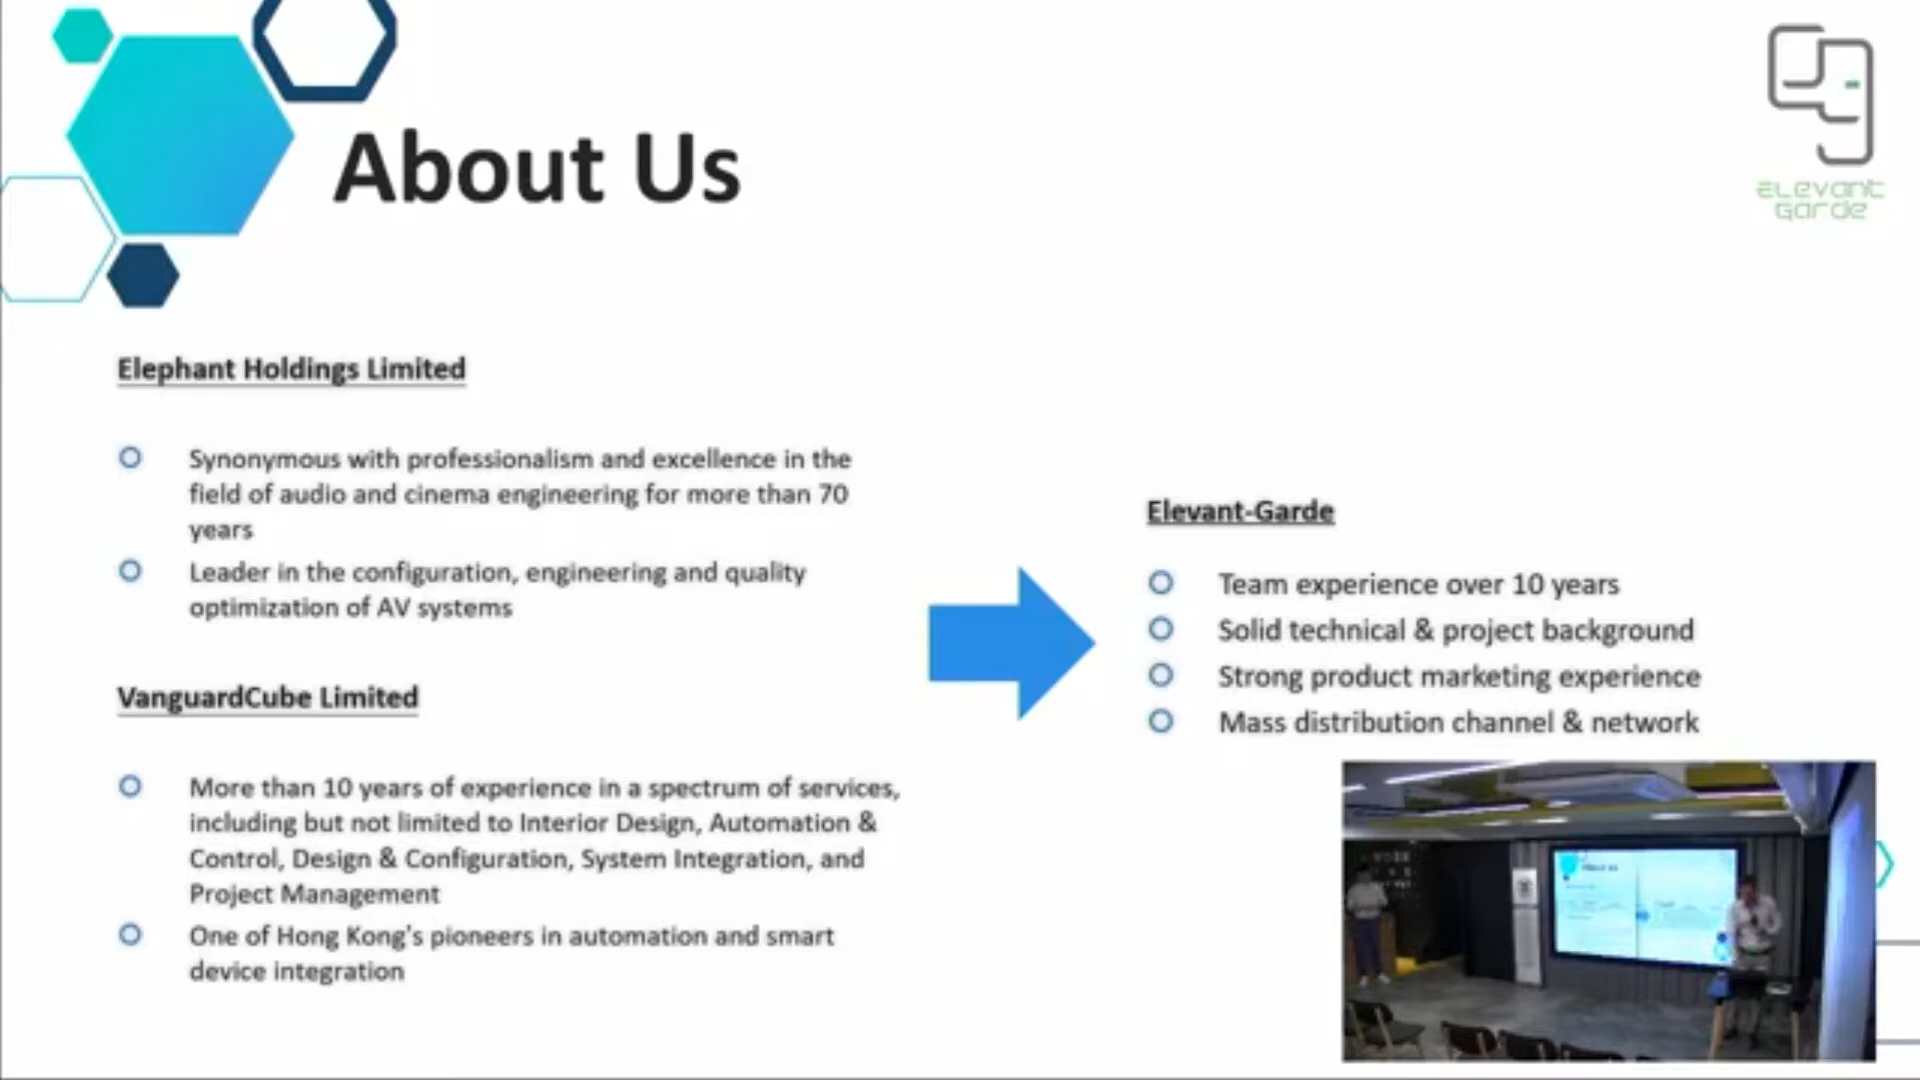 About Us
ELevant
Garde
Elephant Holdings Limited
Synonymous with professionalism and excellence in the
field of audio and cinema engineering for more than 70
years
Leader in the configuration, engineering and quality
optimization of AV systems
VanguardCube Limited
More than 10 years of experience in a spectrum of services,
including but not limited to Interior Design, Automation &
Control, Design & Configuration, System Integration, and
Project Management
One of Hong Kong's pioneers in automation and smart
device integration
Elevant-Garde
Team experience over 10 years
Solid technical & project background
Strong product marketing experience
Mass distribution channel & network